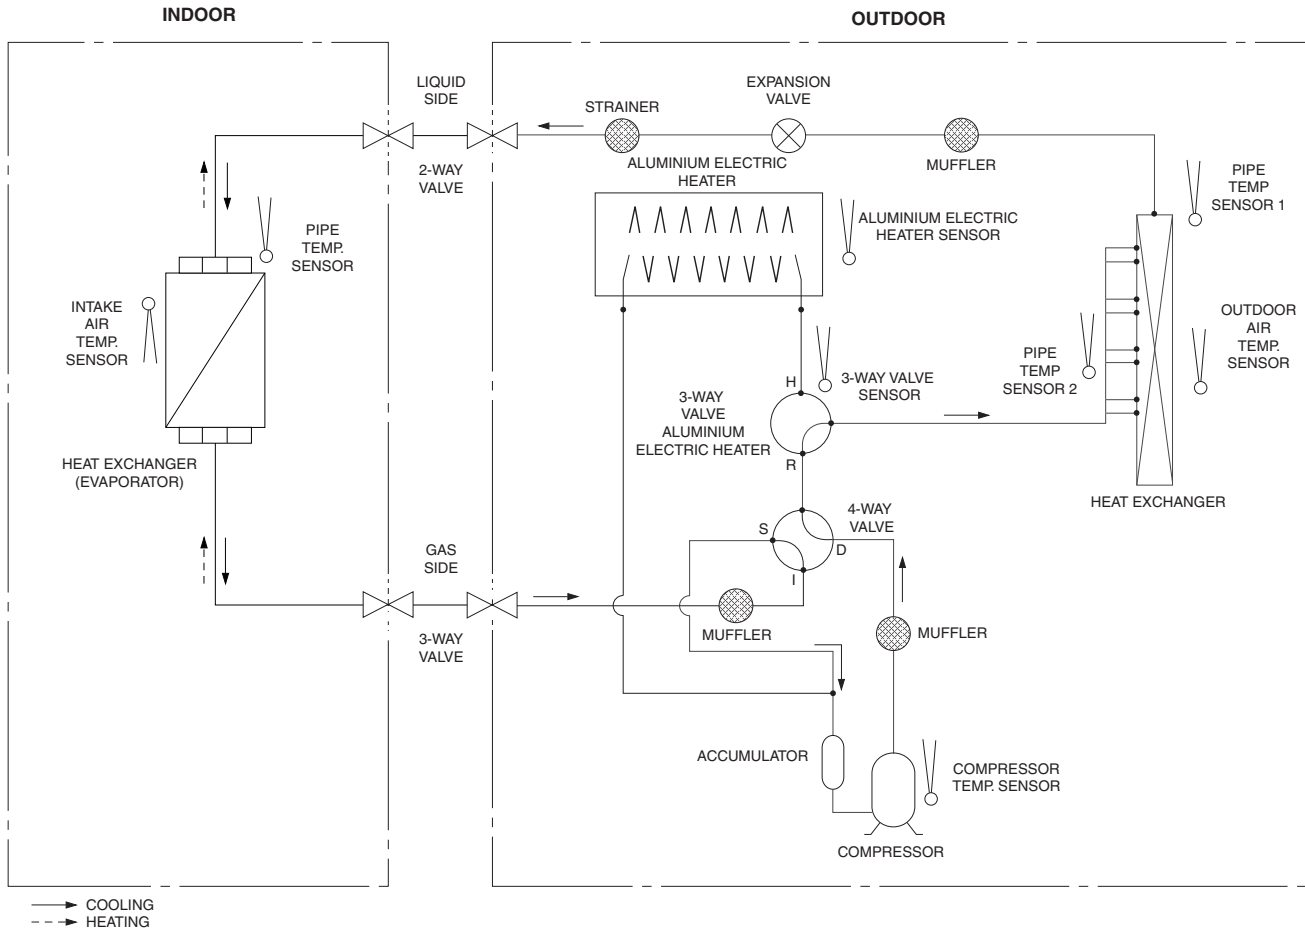 INDOOR
OUTDOOR
LIQUID
SIDE
2-WAY
VALVE
STRAINER
EXPANSION
VALVE
MUFFLER
ALUMINIUM ELECTRIC
HEATER
ALUMINIUM ELECTRIC
HEATER SENSOR
PIPE
TEMP
SENSOR 1
PIPE
TEMP.
SENSOR
INTAKE
AIR
TEMP.
SENSOR
OUTDOOR
AIR
TEMP.
SENSOR
PIPE
TEMP
SENSOR 2
H
3-WAY VALVE
SENSOR
3-WAY
VALVE
ALUMINIUM
ELECTRIC HEATER
R
HEAT EXCHANGER
(EVAPORATOR)
HEAT EXCHANGER
4-WAY
VALVE
S
D
I
GAS
SIDE
3-WAY
VALVE
MUFFLER
MUFFLER
ACCUMULATOR
COMPRESSOR
TEMP. SENSOR
COMPRESSOR
COOLING
HEATING